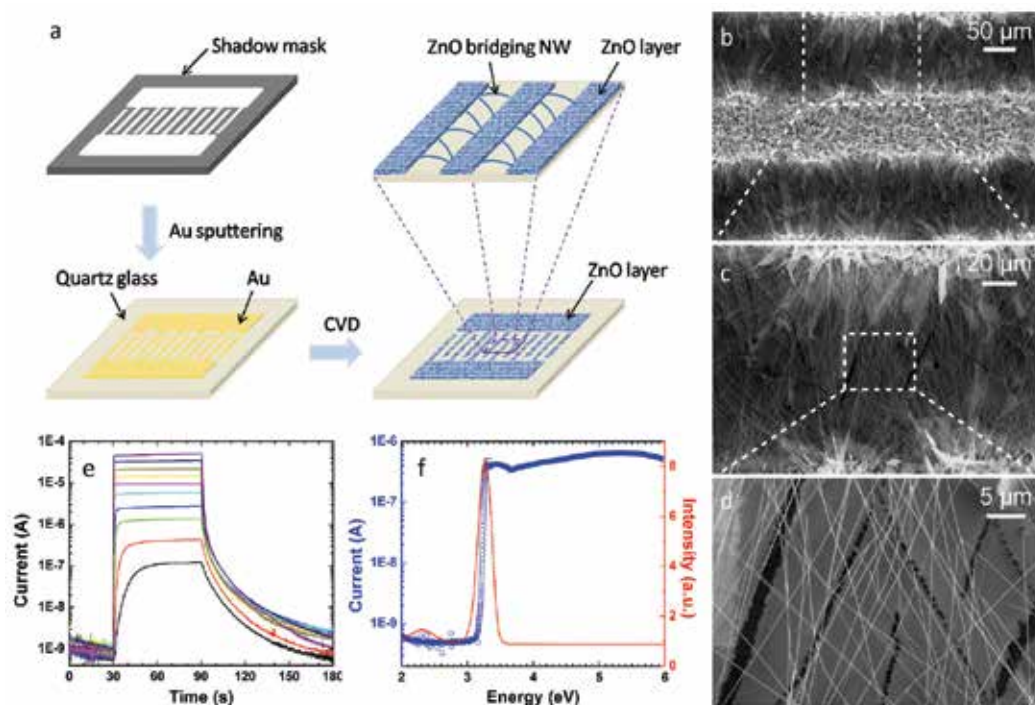 a
Shadow mask
ZnO bridging NW
ZnO layer
Au sputtering
Quartz glass
Au
CVD
ZnO layer
b
50 µm
c
20 µm
d
5 µm
e
1E-4
1E-5
1E-6
1E-7
1E-8
1E-9
Current (A)
0 30 60 90 120 150 180
Time (s)
f
1E-6
1E-7
1E-8
1E-9
Current (A)
2 3 4 5 6
Energy (eV)
8
6
4
2
0
Intensity (a.u.)